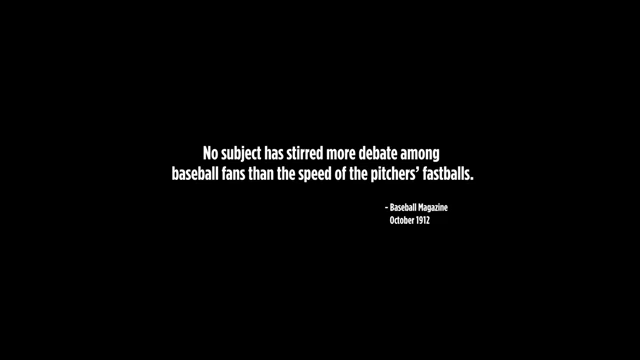 No subject has stirred more debate among
baseball fans than the speed of the pitchers’ fastballs.
- Baseball Magazine
October 1912